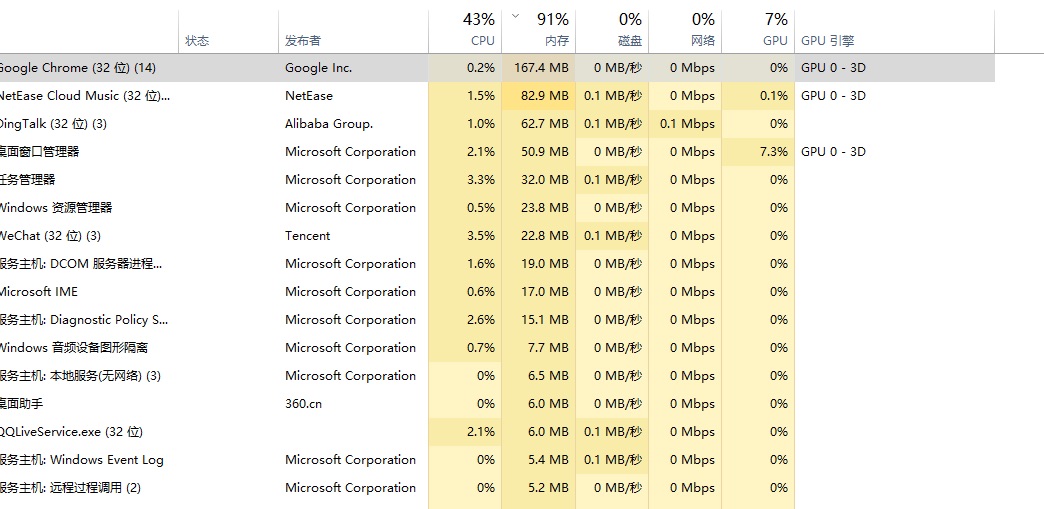 43% 91% 0% 0% 7%
状态 发布者 CPU 内存 磁盘 网络 GPU GPU 引擎
Google Chrome (32 位) (14) Google Inc. 0.2% 167.4 MB 0 MB/秒 0 Mbps 0% GPU 0 - 3D
NetEase Cloud Music (32 位)... NetEase 1.5% 82.9 MB 0.1 MB/秒 0 Mbps 0.1% GPU 0 - 3D
DingTalk (32 位) (3) Alibaba Group. 1.0% 62.7 MB 0.1 MB/秒 0.1 Mbps 0%
桌面窗口管理器 Microsoft Corporation 2.1% 50.9 MB 0 MB/秒 0 Mbps 7.3% GPU 0 - 3D
任务管理器 Microsoft Corporation 3.3% 32.0 MB 0.1 MB/秒 0 Mbps 0%
Windows 资源管理器 Microsoft Corporation 0.5% 23.8 MB 0 MB/秒 0 Mbps 0%
WeChat (32 位) (3) Tencent 3.5% 22.8 MB 0.1 MB/秒 0 Mbps 0%
服务主机: DCOM 服务器进程... Microsoft Corporation 1.6% 19.0 MB 0 MB/秒 0 Mbps 0%
Microsoft IME Microsoft Corporation 0.6% 17.0 MB 0 MB/秒 0 Mbps 0%
服务主机: Diagnostic Policy S... Microsoft Corporation 2.6% 15.1 MB 0 MB/秒 0 Mbps 0%
Windows 音频设备图形隔离 Microsoft Corporation 0.7% 7.7 MB 0 MB/秒 0 Mbps 0%
服务主机: 本地服务(无网络) (3) Microsoft Corporation 0% 6.5 MB 0 MB/秒 0 Mbps 0%
桌面助手 360.cn 0% 6.0 MB 0 MB/秒 0 Mbps 0%
QQLiveService.exe (32 位) 2.1% 6.0 MB 0.1 MB/秒 0 Mbps 0%
服务主机: Windows Event Log Microsoft Corporation 0% 5.4 MB 0.1 MB/秒 0 Mbps 0%
服务主机: 远程过程调用 (2) Microsoft Corporation 0% 5.2 MB 0 MB/秒 0 Mbps 0%